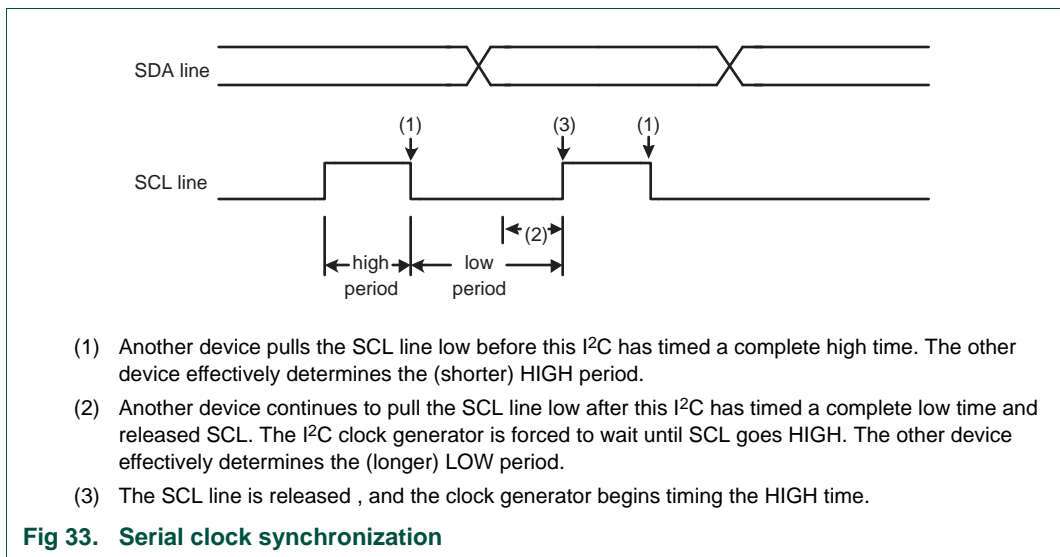 SDA line
(1) (3) (1)
SCL line
(2)
high low
period period
(1) Another device pulls the SCL line low before this I2C has timed a complete high time. The other
device effectively determines the (shorter) HIGH period.
(2) Another device continues to pull the SCL line low after this I2C has timed a complete low time and
released SCL. The I2C clock generator is forced to wait until SCL goes HIGH. The other device
effectively determines the (longer) LOW period.
(3) The SCL line is released , and the clock generator begins timing the HIGH time.
Fig 33. Serial clock synchronization